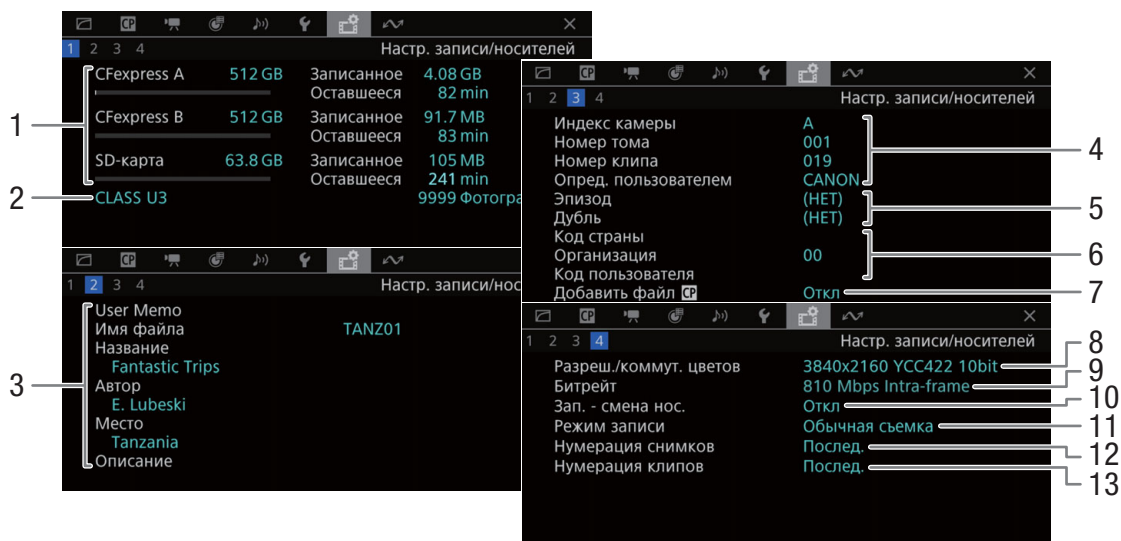 CP
1 2 3 4 Настр. записи/носителей
CFexpress A 512 GB Записанное 4.08 GB
Оставшееся 82 min
CFexpress B 512 GB Записанное 91.7 MB
Оставшееся 83 min
SD-карта 63.8 GB Записанное 105 MB
Оставшееся 241 min
CLASS U3 9999 Фотогра
1
2
CP
1 2 3 4 Настр. записи/нос
User Memo
Имя файла TANZ01
Название
Fantastic Trips
Автор
E. Lubeski
Место
Tanzania
Описание
3
CP
1 2 3 4 Настр. записи/носителей
Индекс камеры A
Номер тома 001
Номер клипа 019
Опред. пользователем CANON
Эпизод (НЕТ)
Дубль (НЕТ)
Код страны
Организация 00
Код пользователя
Добавить файл CP Откл
4
5
6
7
CP
1 2 3 4 Настр. записи/носителей
Разреш./коммут. цветов 3840x2160 YCC422 10bit
Битрейт 810 Mbps Intra-frame
Зап. - смена нос. Откл
Режим записи Обычная съемка
Нумерация снимков Послед.
Нумерация клипов Послед.
8
9
10
11
12
13